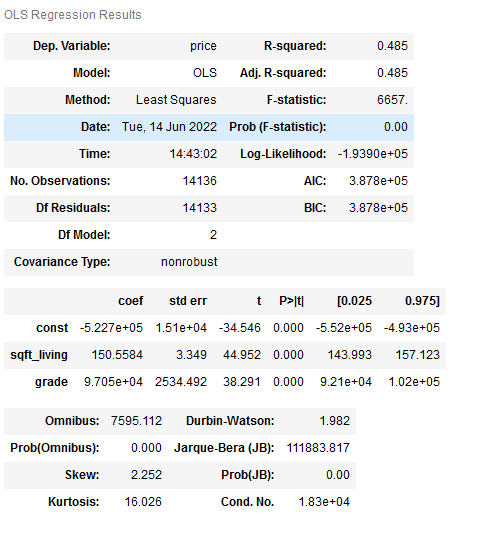 OLS Regression Results
Dep. Variable: price R-squared: 0.485
Model: OLS Adj. R-squared: 0.485
Method: Least Squares F-statistic: 6657.
Date: Tue, 14 Jun 2022 Prob (F-statistic): 0.00
Time: 14:43:02 Log-Likelihood: -1.9390e+05
No. Observations: 14136 AIC: 3.878e+05
Df Residuals: 14133 BIC: 3.878e+05
Df Model: 2
Covariance Type: nonrobust
coef std err t P>|t| [0.025 0.975]
const -5.227e+05 1.51e+04 -34.546 0.000 -5.52e+05 -4.93e+05
sqft_living 150.5584 3.349 44.952 0.000 143.993 157.123
grade 9.705e+04 2534.492 38.291 0.000 9.21e+04 1.02e+05
Omnibus: 7595.112 Durbin-Watson: 1.982
Prob(Omnibus): 0.000 Jarque-Bera (JB): 111883.817
Skew: 2.252 Prob(JB): 0.00
Kurtosis: 16.026 Cond. No. 1.83e+04